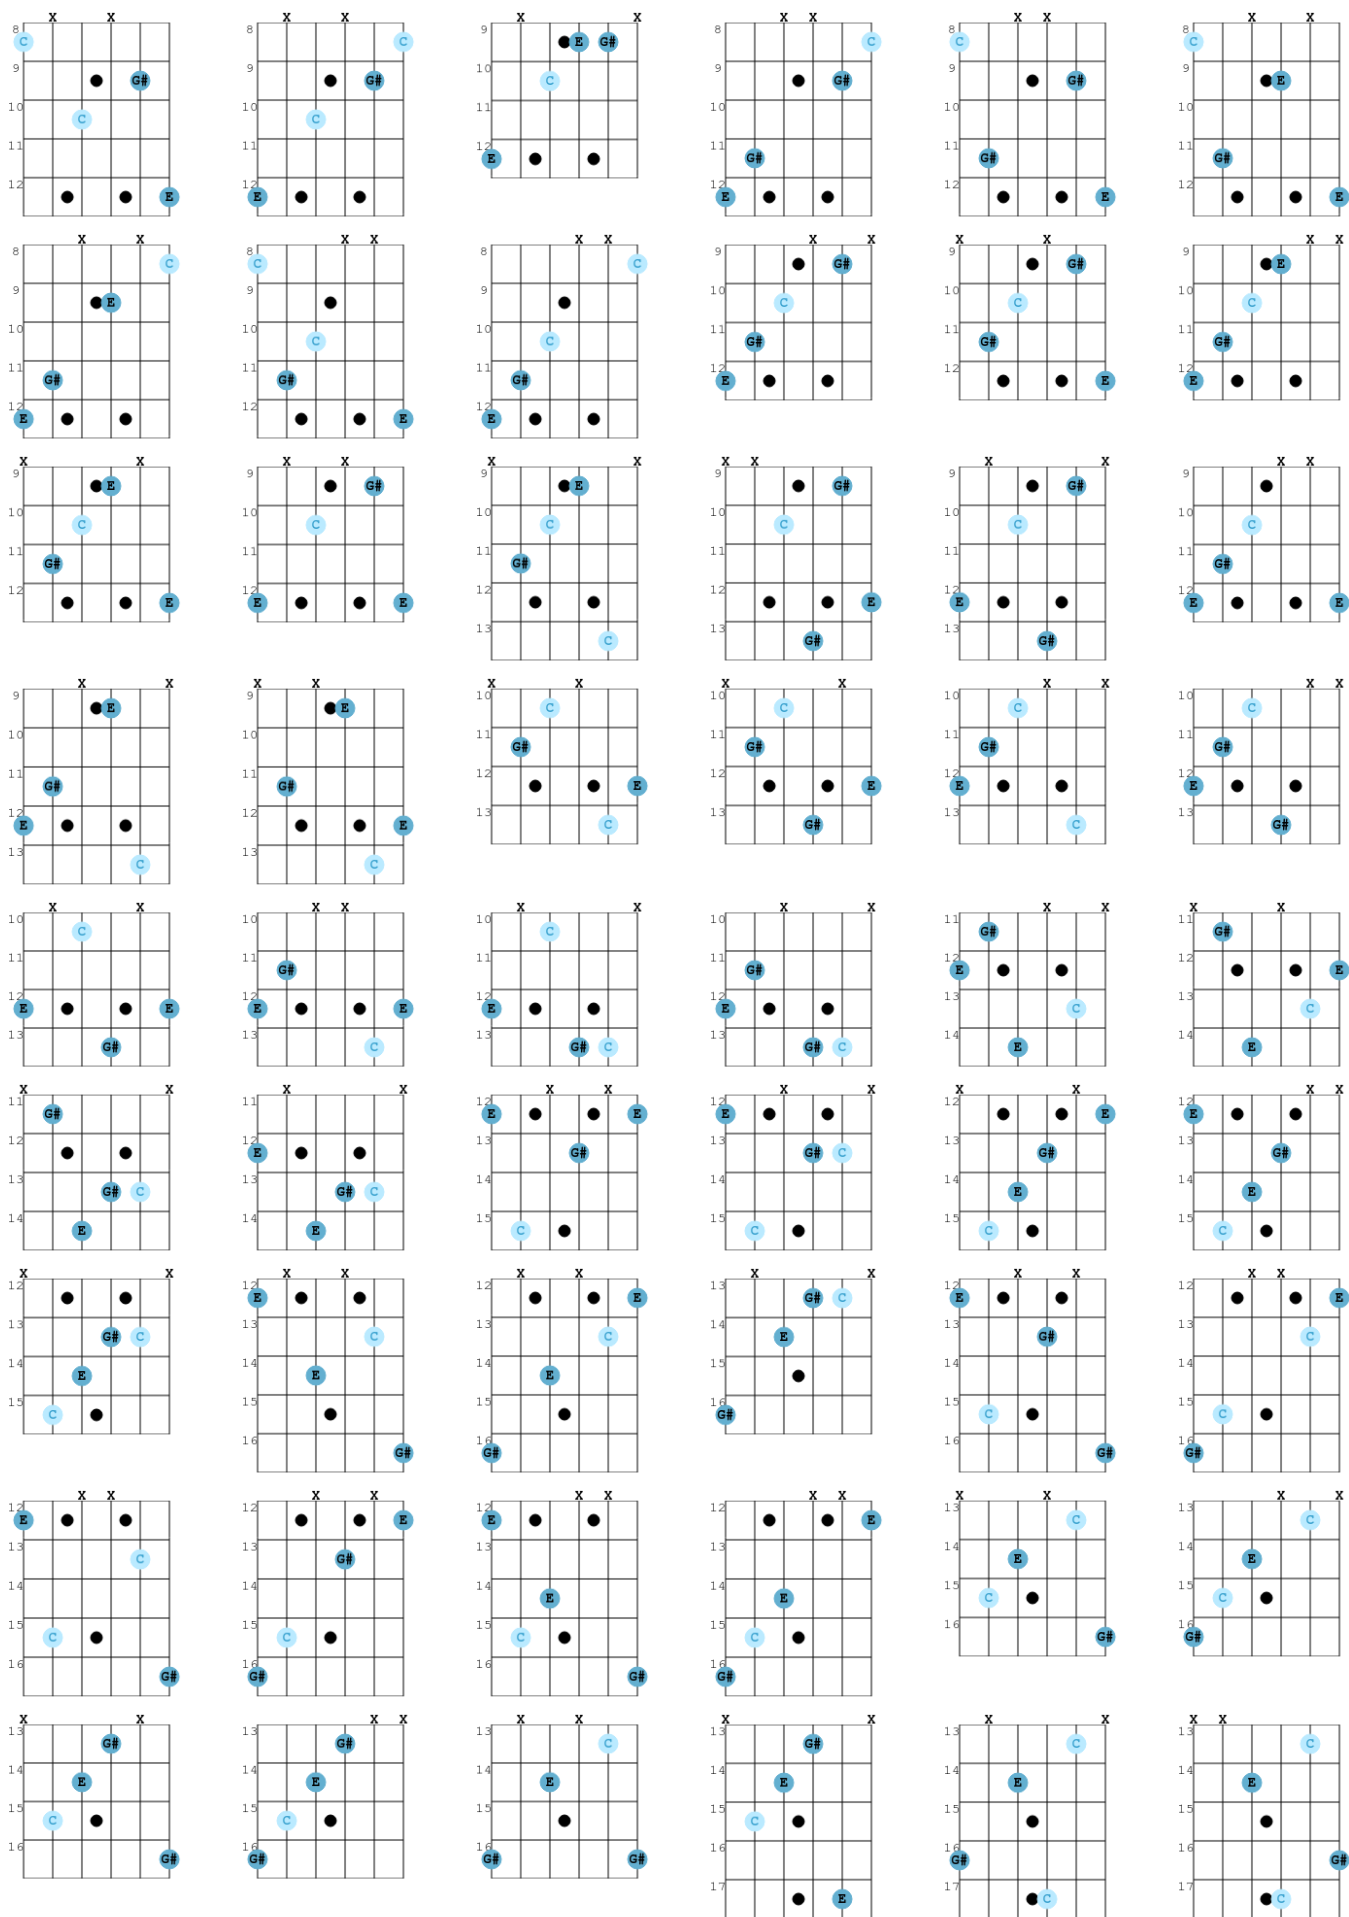 X X X X X X X X X X X X
8 C 8 C 9 E G# 8 C 8 C 8 C
9 G# 9 G# 10 C 9 G# 9 G# 9 E
10 C 10 C 11 10 10 10
11 11 12 E 11 G# 11 G# 11 G#
12 E 12 E 12 E 12 E 12 E 12 E
X X X X X X X X X X X X
8 C 8 C 8 C 9 G# 9 G# 9 E
9 E 9 9 10 C 10 C 10 C
10 10 C 10 C 11 G# 11 G# 11 G#
11 G# 11 G# 11 G# 12 E 12 E 12 E
12 E 12 E 12 E
X X X X X X X X X X X X
9 E 9 G# 9 E 9 G# 9 G# 9
10 C 10 C 10 C 10 C 10 C 10 C
11 G# 11 11 G# 11 11 11 G#
12 E 12 E E 12 12 E 12 E 12 E E
13 C 13 G# 13 G#
X X X X X X X X X X X X
9 E 9 E 10 C 10 C 10 C 10 C
10 10 11 G# 11 G# 11 G# 11 G#
11 G# 11 G# 12 E 12 E 12 E 12 E
12 E 12 E 13 C 13 G# 13 C 13 G#
13 C 13 C
X X X X X X X X X X X X
10 C 10 10 C 10 11 G# 11 G#
11 11 G# 11 11 G# 12 E 12 E
12 E E 12 E E 12 E 12 E 13 C 13 C
13 G# 13 C 13 G# C 13 G# C 14 E 14 E
X X X X X X X X X X X X
11 G# 11 12 E E 12 E 12 E 12 E
12 12 E 13 G# 13 G# C 13 G# 13 G#
13 G# C 13 G# C 14 14 14 E 14 E
14 E 14 E 15 C 15 C 15 C 15 C
X X X X X X X X X X X X
12 12 E 12 E 13 G# C 12 E 12 E
13 G# C 13 C 13 C 14 E 13 G# 13 C
14 E 14 E 14 E 15 14 14
15 C 15 15 16 G# 15 C 15 C
16 G# 16 G# 16 G# 16 G#
X X X X X X X X X X X X
12 E 12 E 12 E 12 E 13 C 13 C
13 C 13 G# 13 13 14 E 14 E
14 14 14 E 14 E 15 C 15 C
15 C 15 C 15 C 15 C 16 G# 16 G#
16 G# 16 G# 16 G# 16 G#
X X X X X X X X X X X X
13 G# 13 G# 13 C 13 G# 13 C 13 C
14 E 14 E 14 E 14 E 14 E 14 E
15 C 15 C 15 15 C 15 15
16 G# 16 G# 16 G# G# 16 16 G# 16 G#
17 E 17 C 17 C